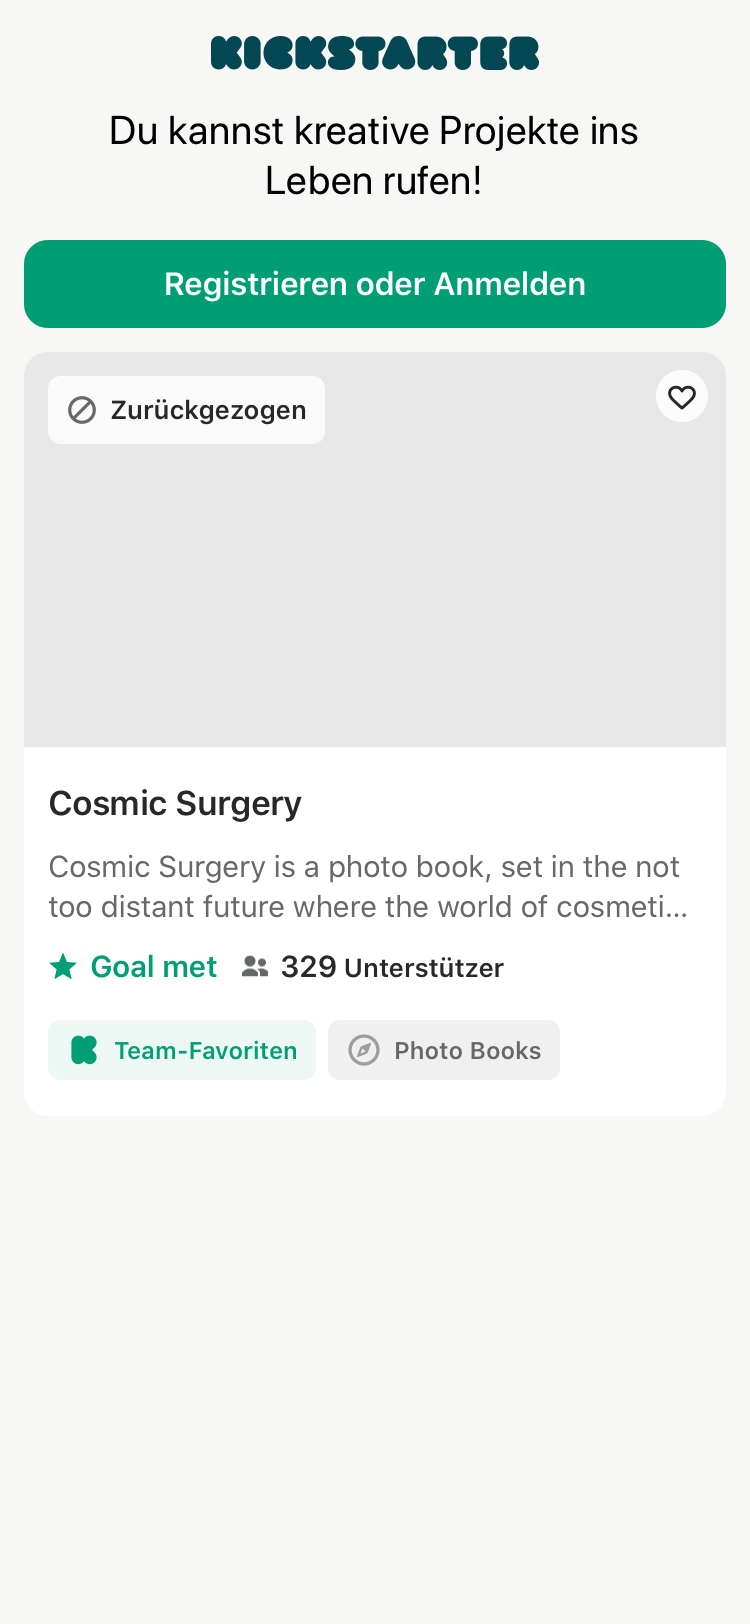 KICKSTARTER
Du kannst kreative Projekte ins
Leben rufen!
Registrieren oder Anmelden
Zurückgezogen
Cosmic Surgery
Cosmic Surgery is a photo book, set in the not
too distant future where the world of cosmeti...
Goal met 329 Unterstützer
Team-Favoriten Photo Books